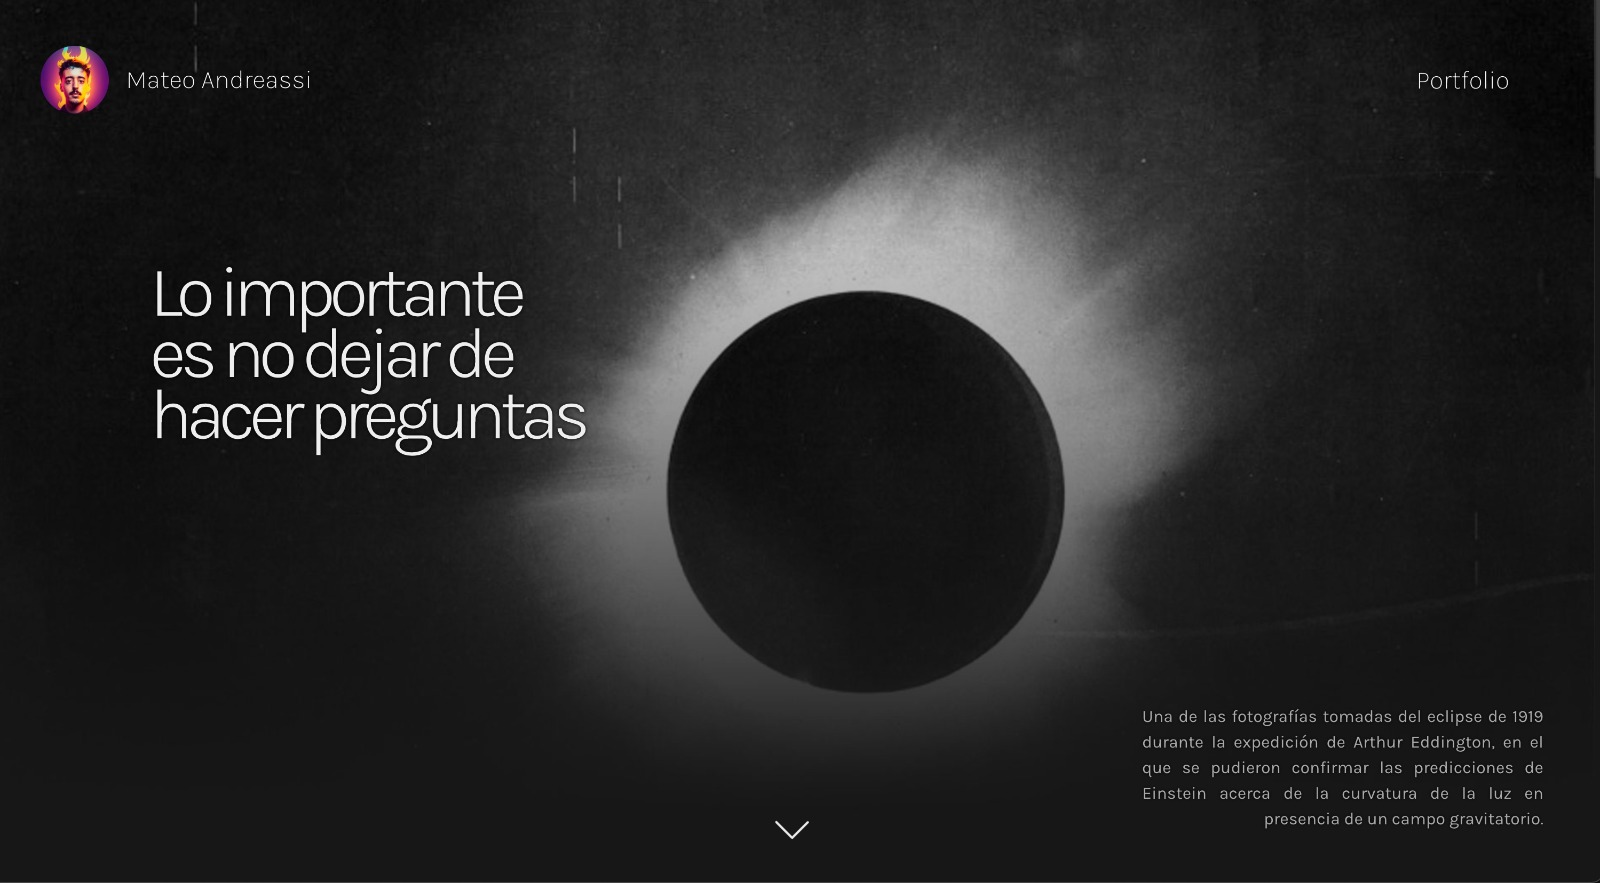 Mateo Andreassi
Portfolio
Lo importante
es no dejar de
hacer preguntas
Una de las fotografías tomadas del eclipse de 1919
durante la expedición de Arthur Eddington, en el
que se pudieron confirmar las predicciones de
Einstein acerca de la curvatura de la luz en
presencia de un campo gravitatorio.